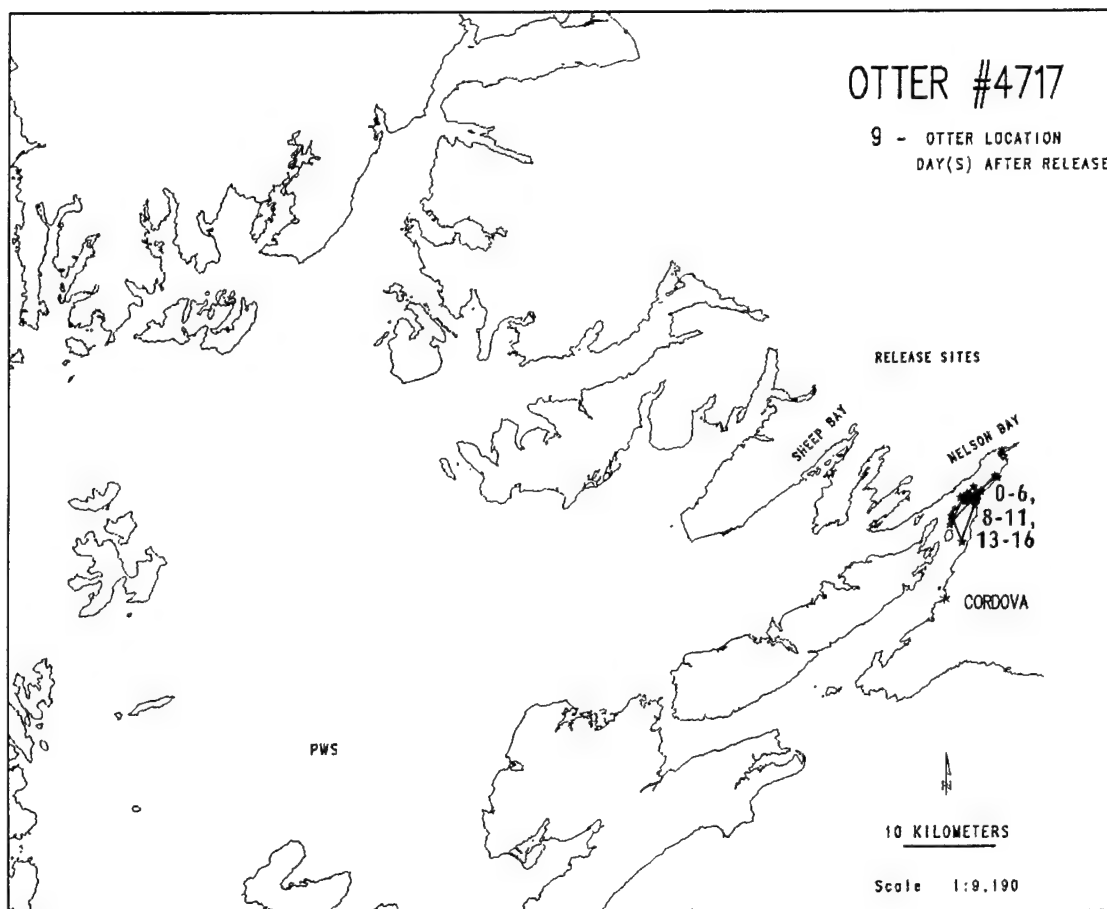 OTTER #4717
9 - OTTER LOCATION
DAY(S) AFTER RELEASE
RELEASE SITES
SHEEP BAY
NELSON BAY
0-6,
8-11,
13-16
CORDOVA
PWS
N
10 KILOMETERS
Scale 1:9,190